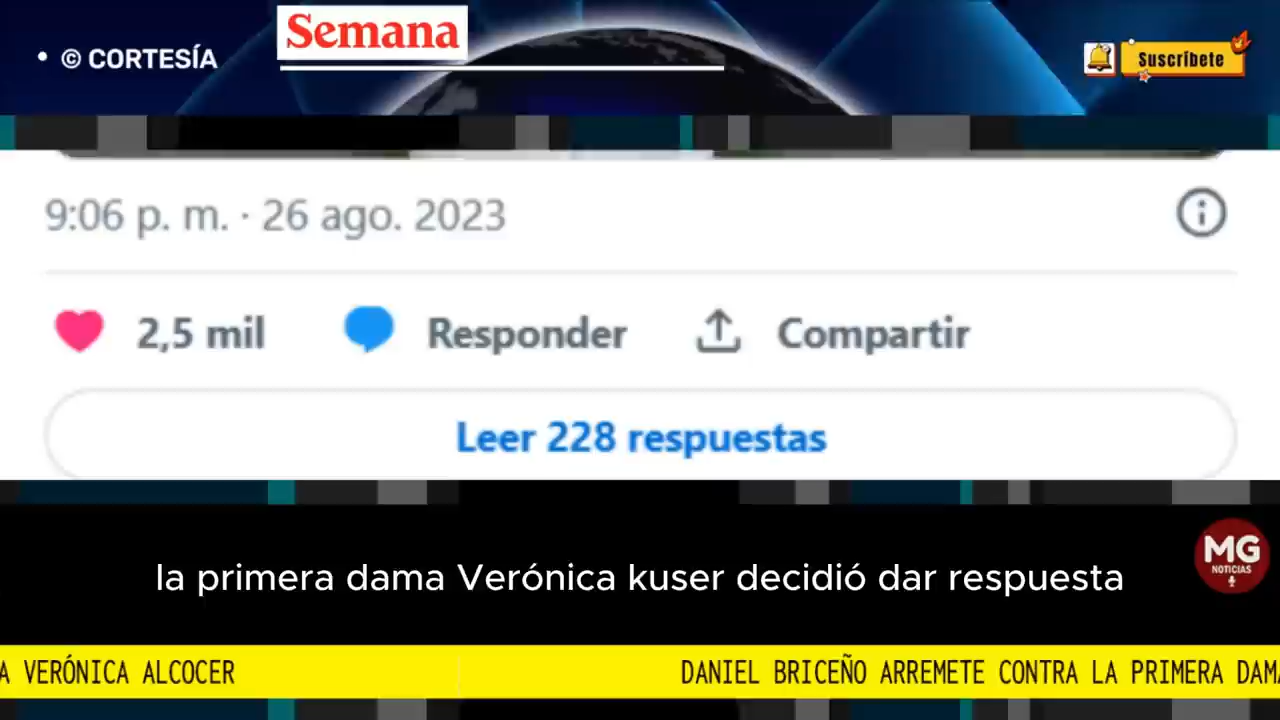 • © CORTESÍA
Semana
Suscríbete
9:06 p. m. · 26 ago. 2023
2,5 mil
Responder
Compartir
Leer 228 respuestas
la primera dama Verónica kuser decidió dar respuesta
MG
NOTICIAS
A VERÓNICA ALCOCER
DANIEL BRICEÑO ARREMETE CONTRA LA PRIMERA DAMA